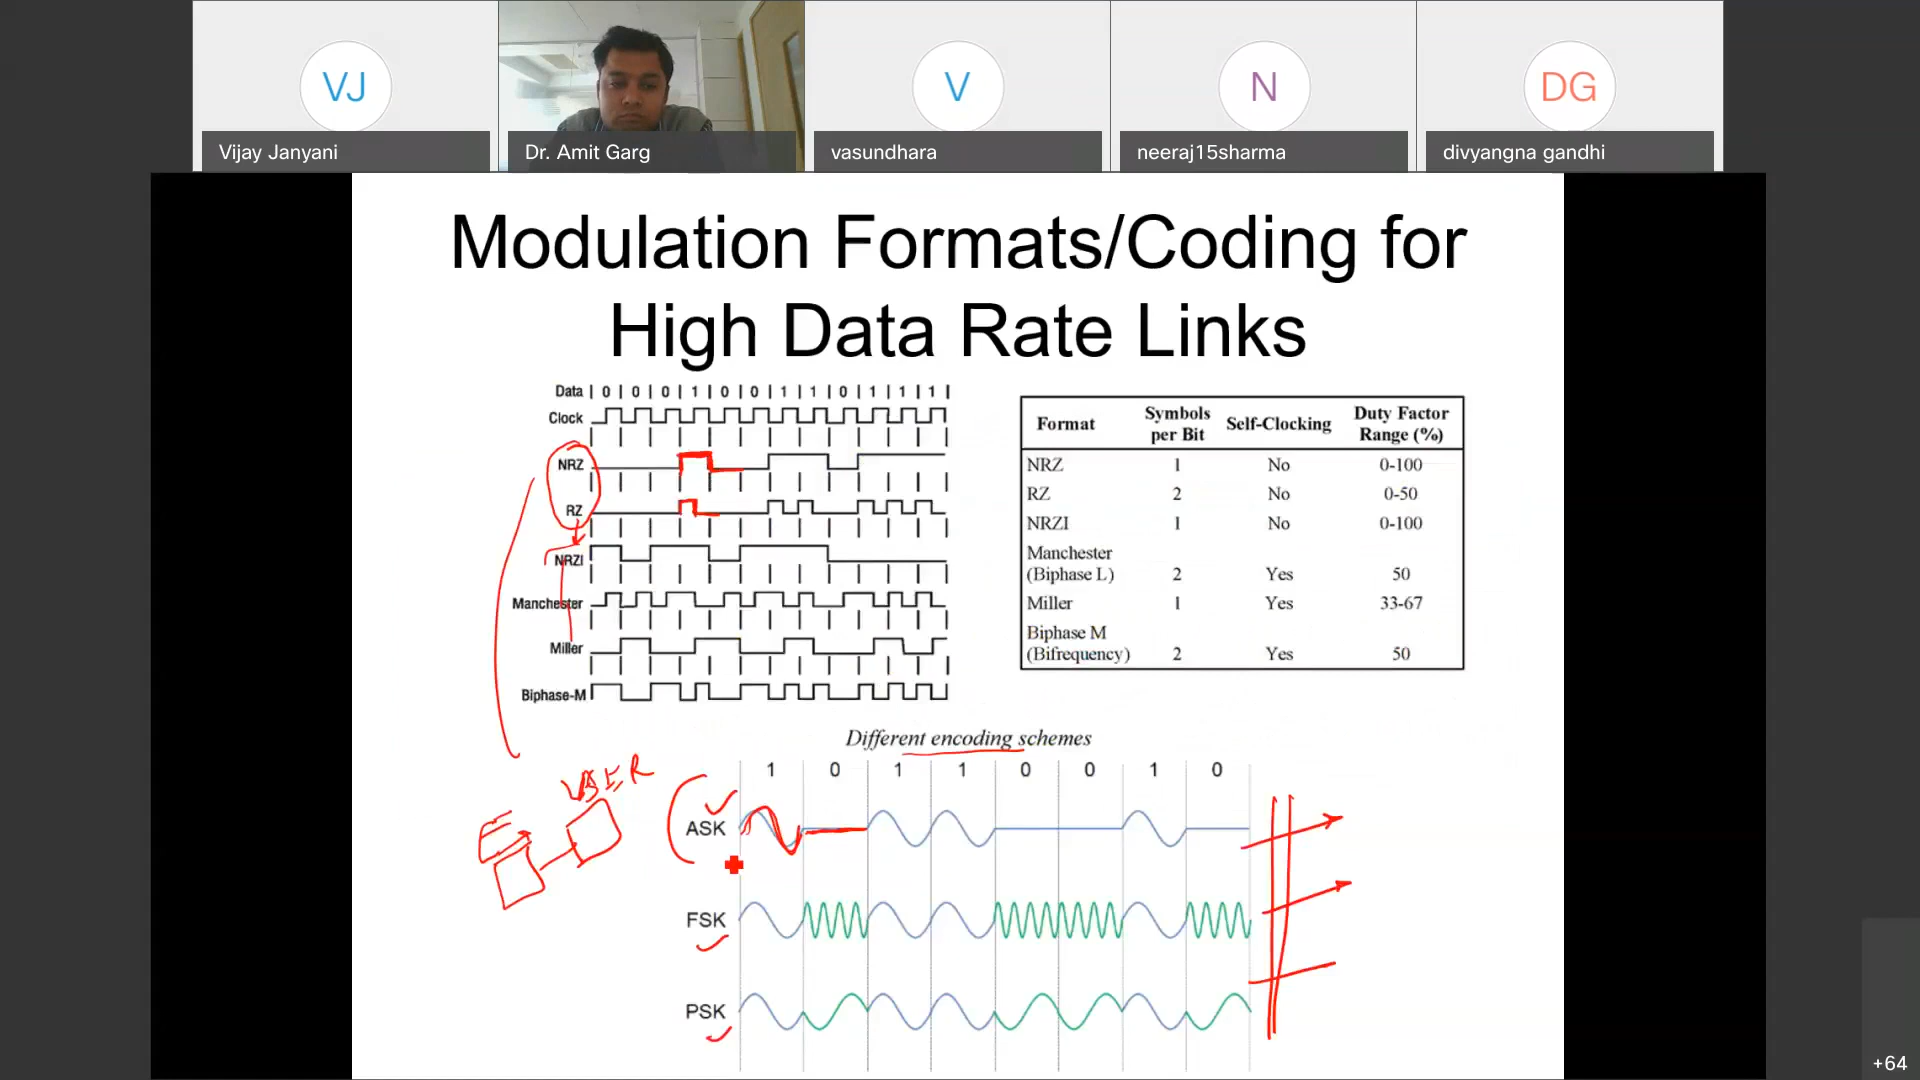 VJ
V
N
DG
Vijay Janyani
Dr. Amit Garg
vasundhara
neeraj15sharma
divyangna gandhi
Modulation Formats/Coding for
High Data Rate Links
Data | 0 | 0 | 0 | 1 | 0 | 0 | 1 | 1 | 0 | 1 | 1 | 1 |
Clock
NRZ
RZ
NRZI
Manchester
Miller
Biphase-M
Format Symbols per Bit Self-Clocking Duty Factor Range (%)
NRZ 1 No 0-100
RZ 2 No 0-50
NRZI 1 No 0-100
Manchester
(Biphase L) 2 Yes 50
Miller 1 Yes 33-67
Biphase M
(Bifrequency) 2 Yes 50
Different encoding schemes
1 0 1 1 0 0 1 0
LASER
ASK
FSK
PSK
+64